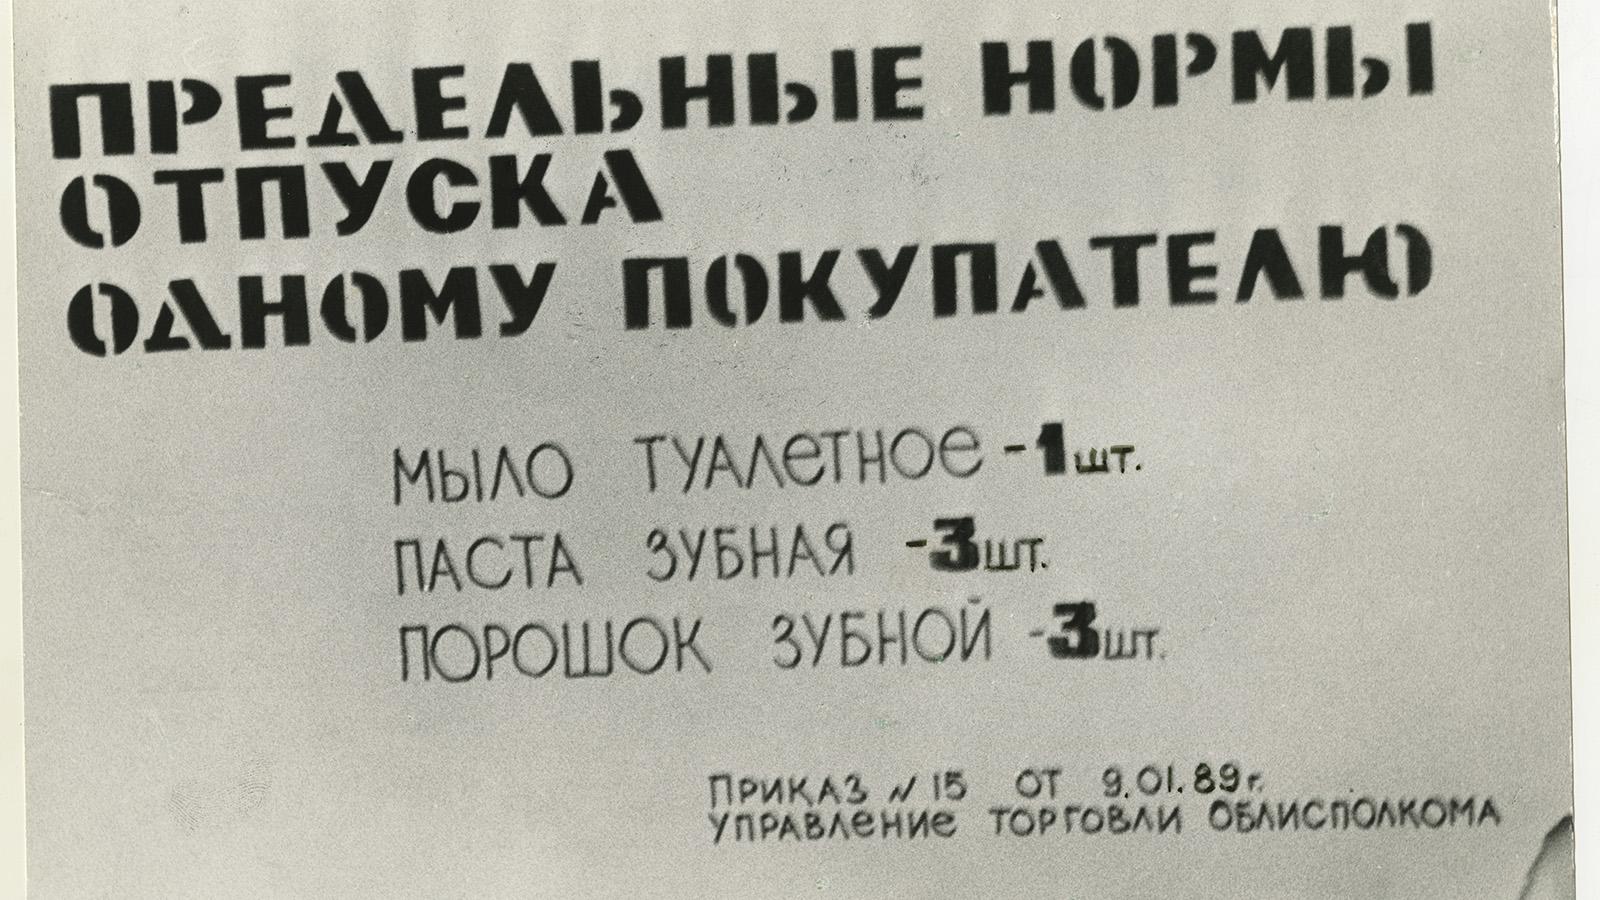 ПРЕДЕЛЬНЫЕ НОРМЫ
ОТПУСКА
ОДНОМУ ПОКУПАТЕЛЮ
МЫЛО ТУАЛЕТНОЕ -1шт.
ПАСТА ЗУБНАЯ -3шт.
ПОРОШОК ЗУБНОЙ -3шт.
ПРИКАЗ N 15 ОТ 9.01.89г.
УПРАВЛЕНИЕ ТОРГОВЛИ ОБЛИСПОЛКОМА